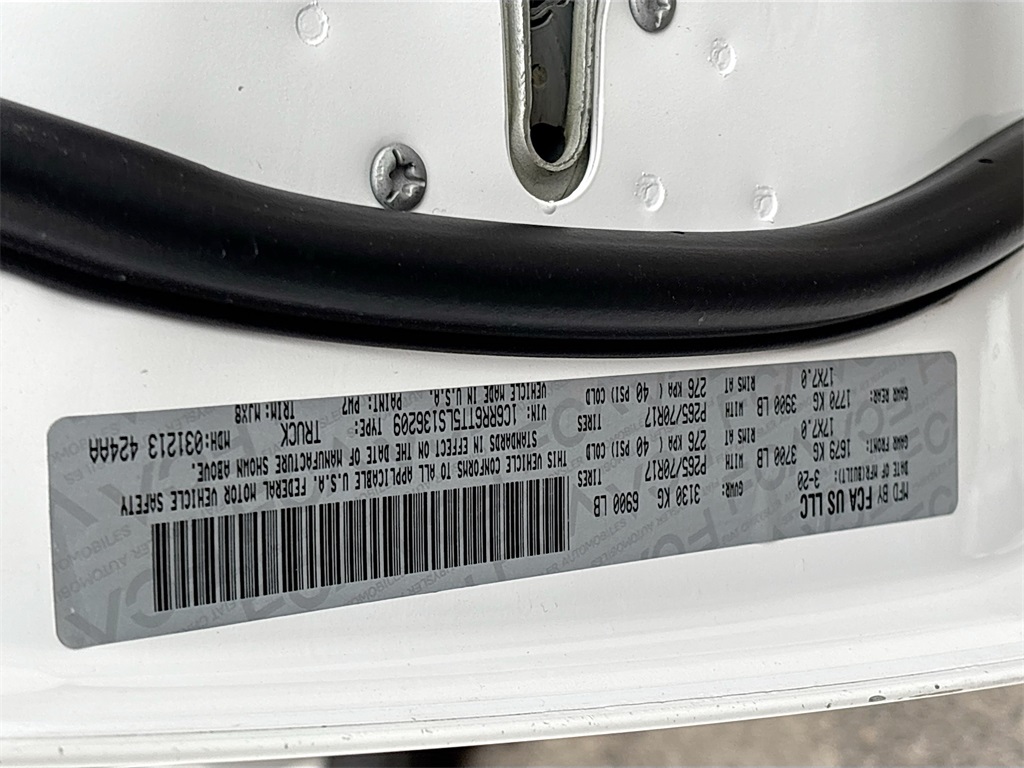 MFD BY FCA US LLC
DATE OF MFR(BUILT): 3-20 GVWR: 3130 KG 6900 LB
GAWR FRONT: 1679 KG 3700 LB WITH P265/70R17 TIRES
17X7.0 RIMS AT 276 KPA ( 40 PSI) COLD
GAWR REAR: 1770 KG 3900 LB WITH P265/70R17 TIRES
17X7.0 RIMS AT 276 KPA ( 40 PSI) COLD
THIS VEHICLE CONFORMS TO ALL APPLICABLE U.S.A. FEDERAL MOTOR VEHICLE SAFETY
STANDARDS IN EFFECT ON THE DATE OF MANUFACTURE SHOWN ABOVE.
VIN: 1C6RR6TT5LS136209 TYPE: TRUCK MDH:031213 424AA
VEHICLE MADE IN U.S.A. PAINT: PW7 TRIM: MJX8